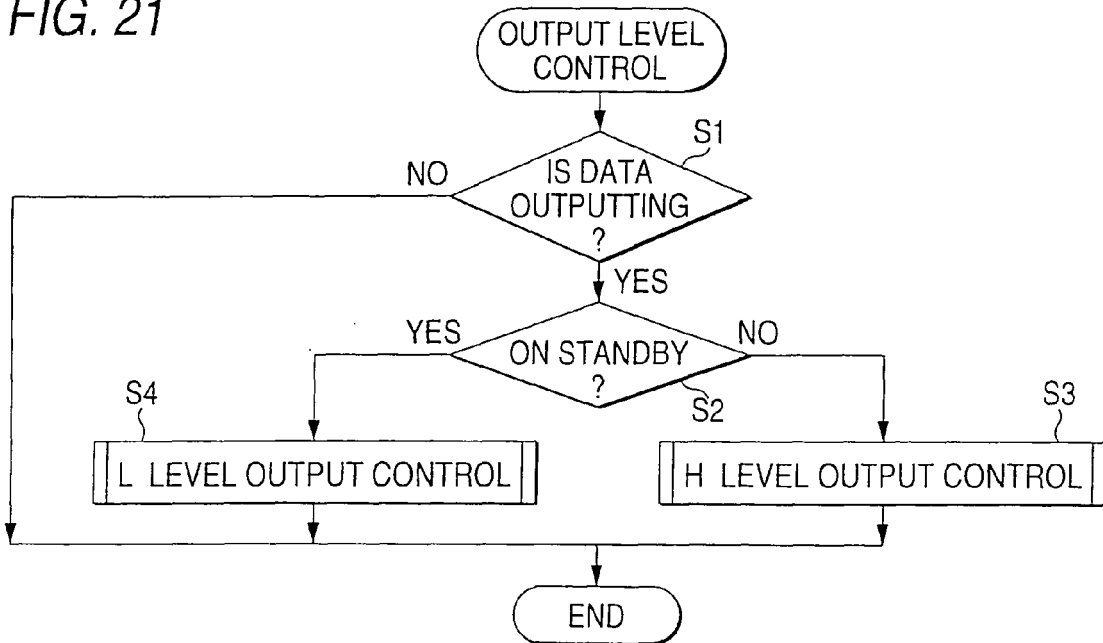 FIG. 21
OUTPUT LEVEL
CONTROL
S1
NO
IS DATA
OUTPUTTING
?
YES
YES
NO
ON STANDBY
?
S2
S4
S3
L LEVEL OUTPUT CONTROL
H LEVEL OUTPUT CONTROL
END